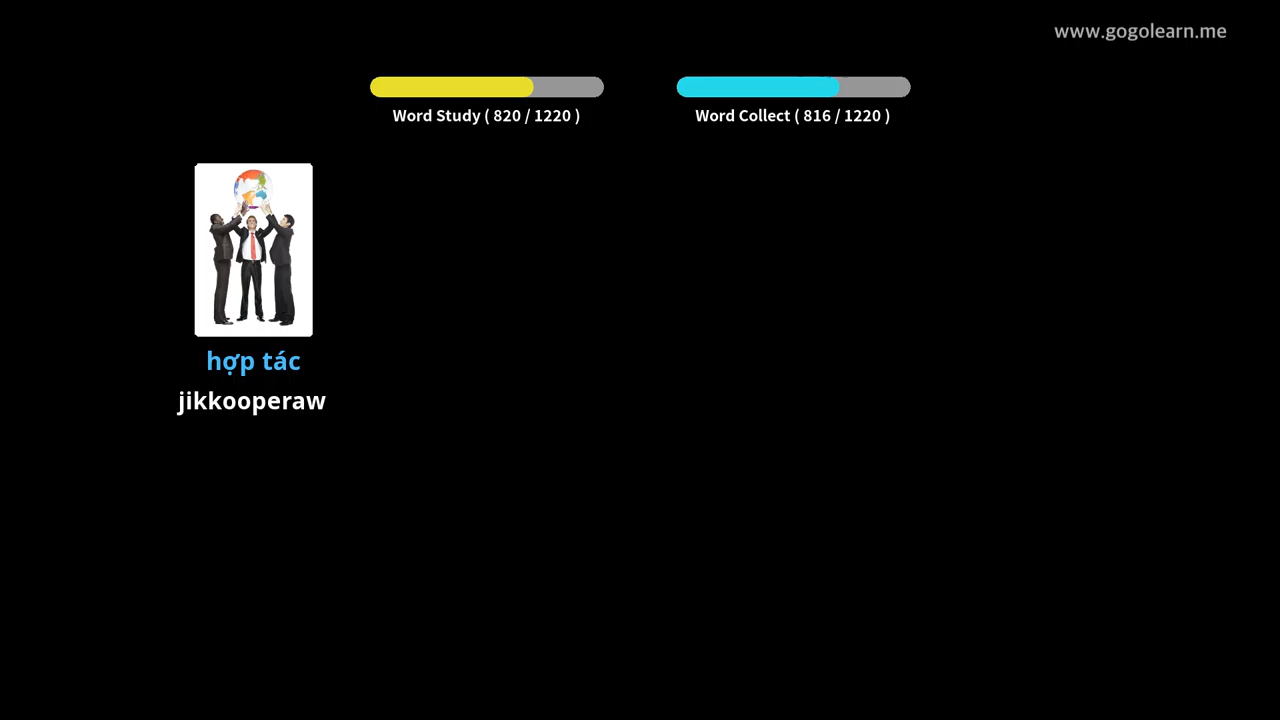 www.gogolearn.me
Word Study ( 820 / 1220 )
Word Collect ( 816 / 1220 )
hợp tác
jikkooperaw